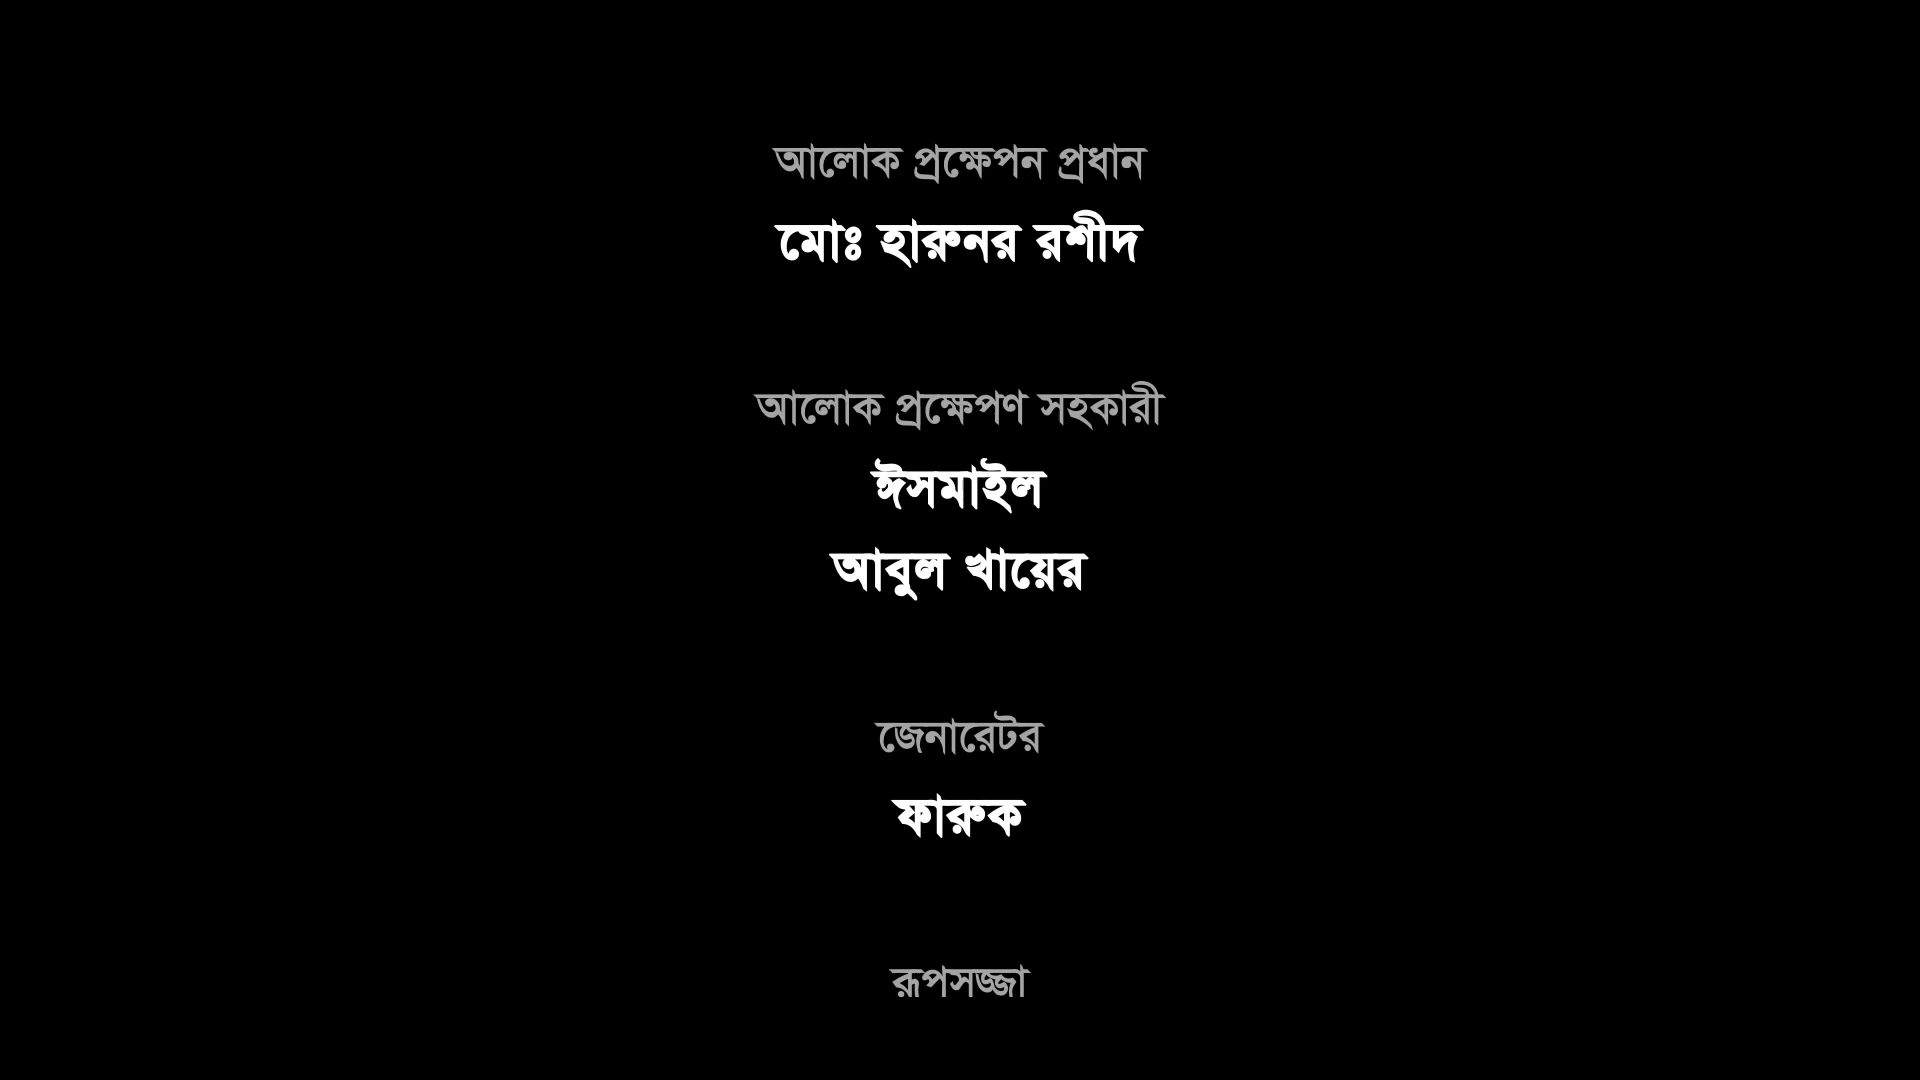 আলোক প্রক্ষেপন প্রধান
মোঃ হারুনর রশীদ
আলোক প্রক্ষেপণ সহকারী
ঈসমাইল
আবুল খায়ের
জেনারেটর
ফারুক
রূপসজ্জা